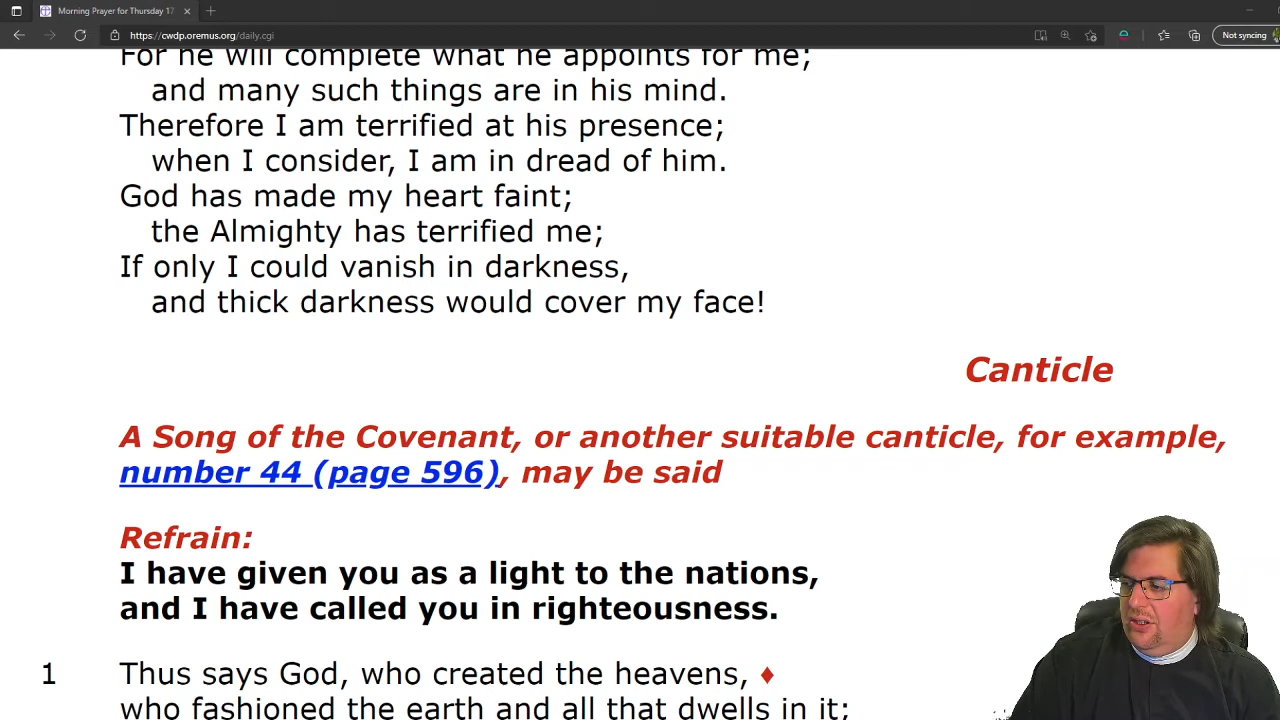 Morning Prayer for Thursday 17
https://cwdp.oremus.org/daily.cgi
Not syncing
For he will complete what he appoints for me;
and many such things are in his mind.
Therefore I am terrified at his presence;
when I consider, I am in dread of him.
God has made my heart faint;
the Almighty has terrified me;
If only I could vanish in darkness,
and thick darkness would cover my face!
Canticle
A Song of the Covenant, or another suitable canticle, for example,
number 44 (page 596), may be said
Refrain:
I have given you as a light to the nations,
and I have called you in righteousness.
1 Thus says God, who created the heavens, ♦
who fashioned the earth and all that dwells in it;